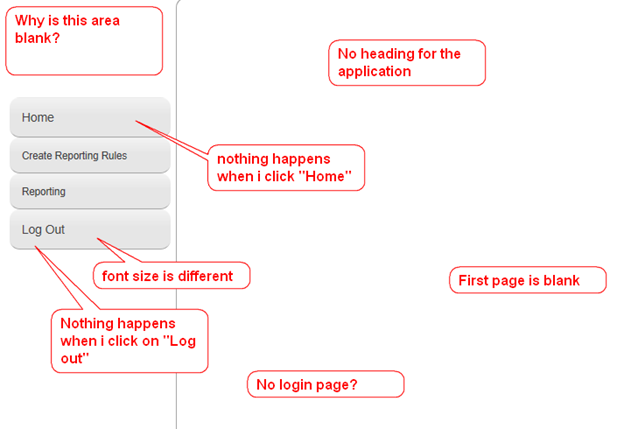 Why is this area
blank?
No heading for the
application
Home
nothing happens
when i click "Home"
Create Reporting Rules
Reporting
Log Out
font size is different
First page is blank
Nothing happens
when i click on "Log
out"
No login page?